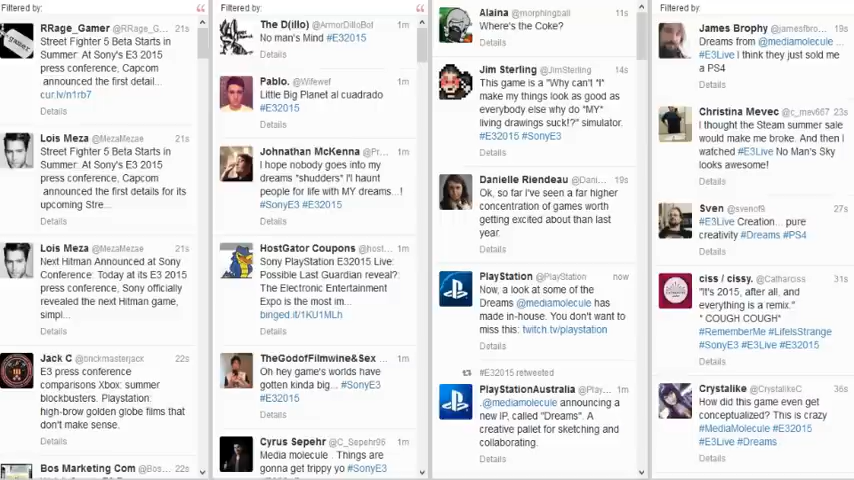 Filtered by:
RRage_Gamer @RRage_G... 21s
Street Fighter 5 Beta Starts in
Summer: At Sony's E3 2015
press conference, Capcom
announced the first detail...
cur.lv/n1rb7
Details
Lois Meza @MezaMezae 21s
Street Fighter 5 Beta Starts in
Summer: At Sony's E3 2015
press conference, Capcom
announced the first details for its
upcoming Stre...
Details
Lois Meza @MezaMezae 21s
Next Hitman Announced at Sony
Conference: Today at its E3 2015
press conference, Sony officially
revealed the next Hitman game,
simpl...
Details
Jack C @brickmasterjack 22s
E3 press conference
comparisons Xbox: summer
blockbusters. Playstation:
high-brow golden globe films that
don't make sense.
Details
Bos Marketing Com @Bos... 22s
Filtered by:
The D(illo) @ArmorDilloBot 1m
No man's Mind #E32015
Details
Pablo. @Wifewef 1m
Little Big Planet al cuadrado
#E32015
Details
Johnathan McKenna @Pr... 1m
I hope nobody goes into my
dreams *shudders* I'll haunt
people for life with MY dreams...!
#SonyE3 #E32015
Details
HostGator Coupons @host... 1m
Sony PlayStation E32015 Live:
Possible Last Guardian reveal?:
The Electronic Entertainment
Expo is the most im...
binged.it/1KU1MLh
Details
TheGodofFilmwine&Sex ... 1m
Oh hey game's worlds have
gotten kinda big... #SonyE3
#E32015
Details
Cyrus Sepehr @C_Sepehr96 1m
Media molecule . Things are
gonna get trippy yo #SonyE3
Alaina @morphingball 11s
Where's the Coke?
Details
Jim Sterling @JimSterling 14s
This game is a "Why can't "I"
make my things look as good as
everybody else why do "MY"
living drawings suck!?" simulator.
#E32015 #SonyE3
Details
Danielle Riendeau @Dani... 19s
Ok, so far i've seen a far higher
concentration of games worth
getting excited about than last
year.
Details
PlayStation @PlayStation now
Now, a look at some of the
Dreams @mediamolecule has
made in-house. You don't want to
miss this: twitch.tv/playstation
Details
#E32015 retweeted
PlayStationAustralia @Play... 1m
.@mediamolecule announcing a
new IP, called "Dreams". A
creative pallet for sketching and
collaborating.
Details
Filtered by:
James Brophy @jamesfbro... 19s
Dreams from @mediamolecule ...
#E3Live I think they just sold me
a PS4
Details
Christina Mevec @c_mev667 23s
I thought the Steam summer sale
would make me broke. And then I
watched #E3Live No Man's Sky
looks awesome!
Details
Sven @svenof9 27s
#E3Live Creation... pure
creativity #Dreams #PS4
Details
ciss / cissy. @Catharciss 31s
"It's 2015, after all, and
everything is a remix."
* COUGH COUGH*
#RememberMe #LifeIsStrange
#SonyE3 #E3Live #E32015
Details
Crystalike @CrystalikeC 36s
How did this game even get
conceptualized? This is crazy
#MediaMolecule #E32015
#E3Live #Dreams
Details